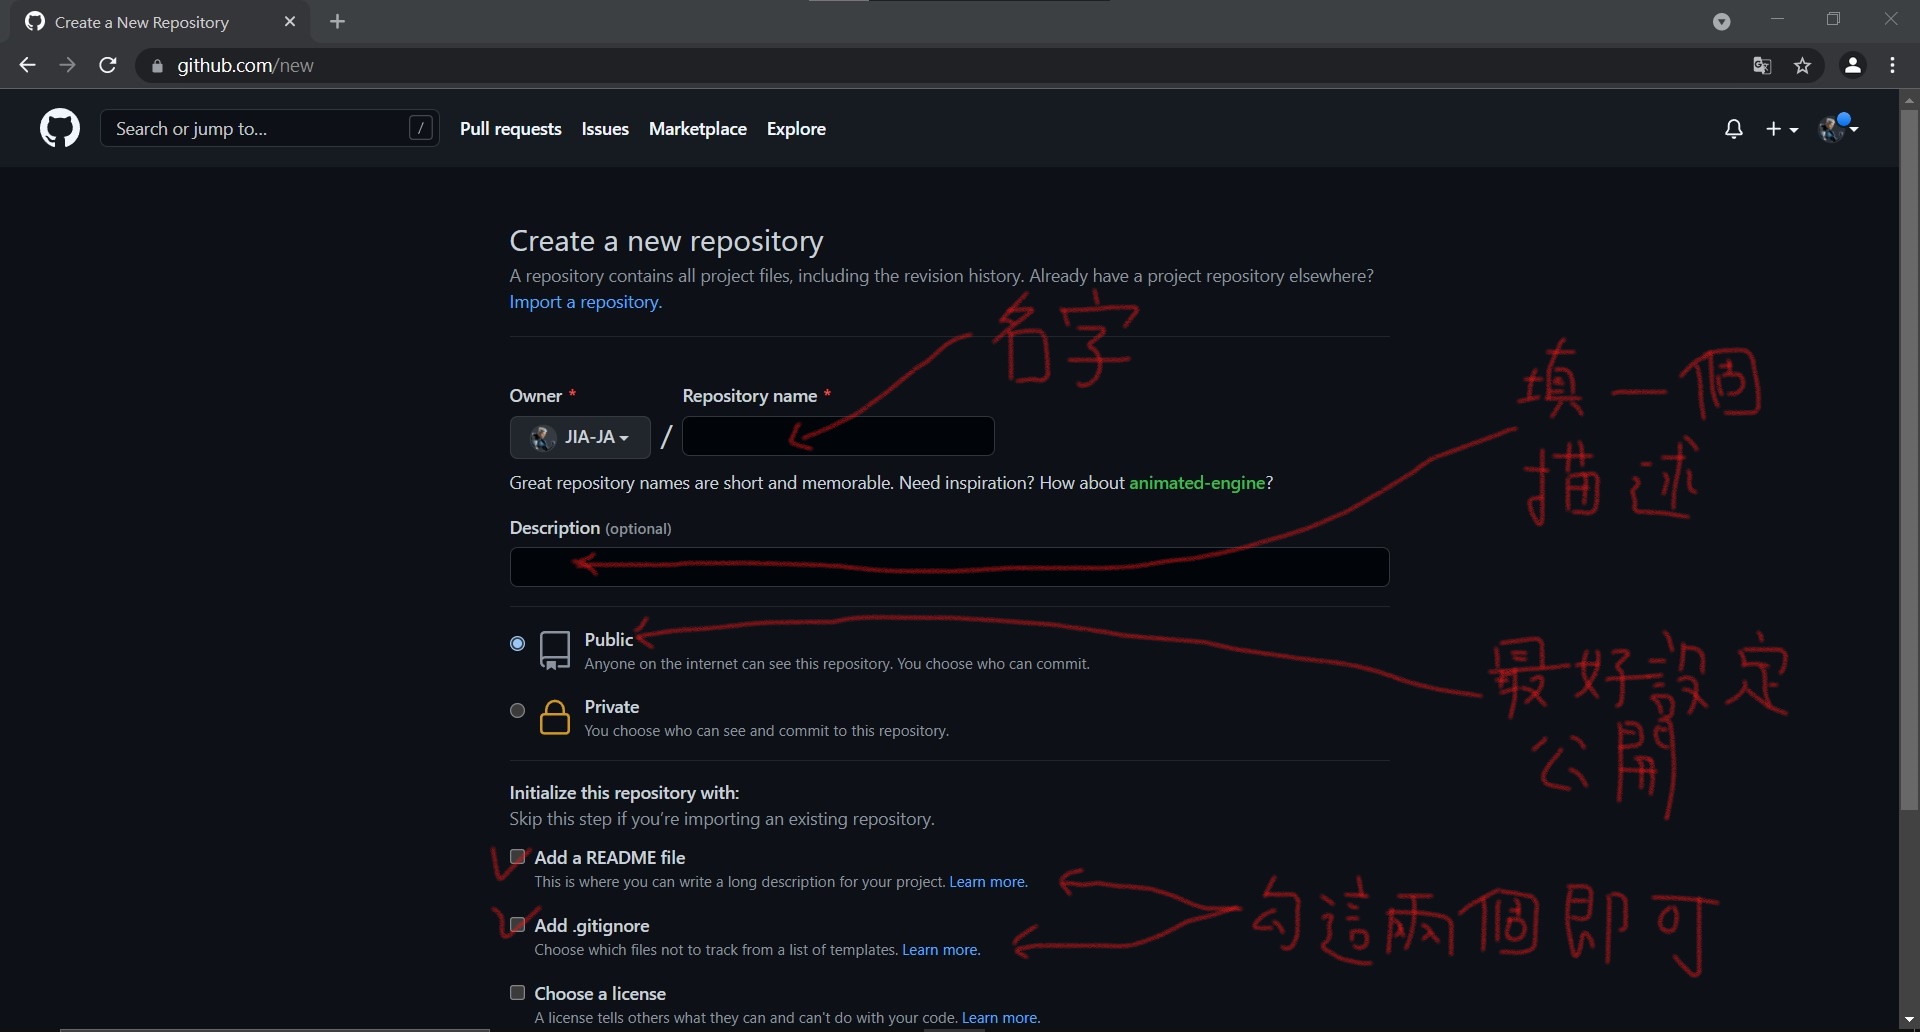 Create a New Repository
github.com/new
Search or jump to...
/
Pull requests
Issues
Marketplace
Explore
Create a new repository
A repository contains all project files, including the revision history. Already have a project repository elsewhere?
Import a repository.
名字
Owner *
Repository name *
JIA-JA
/
Great repository names are short and memorable. Need inspiration? How about animated-engine?
填一個
描述
Description (optional)
Public
Anyone on the internet can see this repository. You choose who can commit.
最好設定
公開
Private
You choose who can see and commit to this repository.
Initialize this repository with:
Skip this step if you're importing an existing repository.
Add a README file
This is where you can write a long description for your project. Learn more.
勾這兩個即可
Add .gitignore
Choose which files not to track from a list of templates. Learn more.
Choose a license
A license tells others what they can and can't do with your code. Learn more.